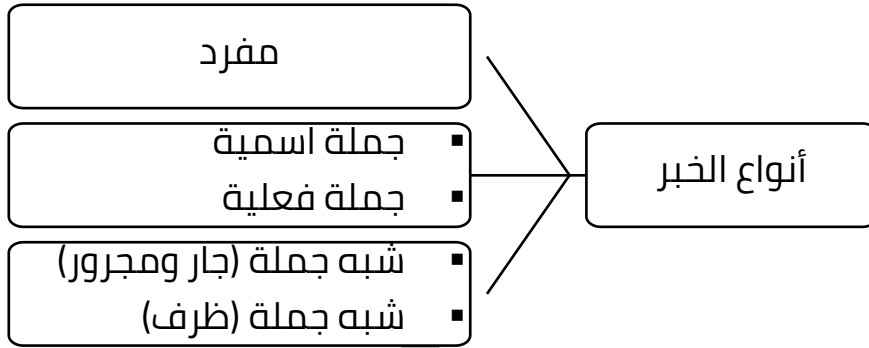 أنواع الخبر
مفرد
▪ جملة اسمية
▪ جملة فعلية
▪ شبه جملة (جار ومجرور)
▪ شبه جملة (ظرف)